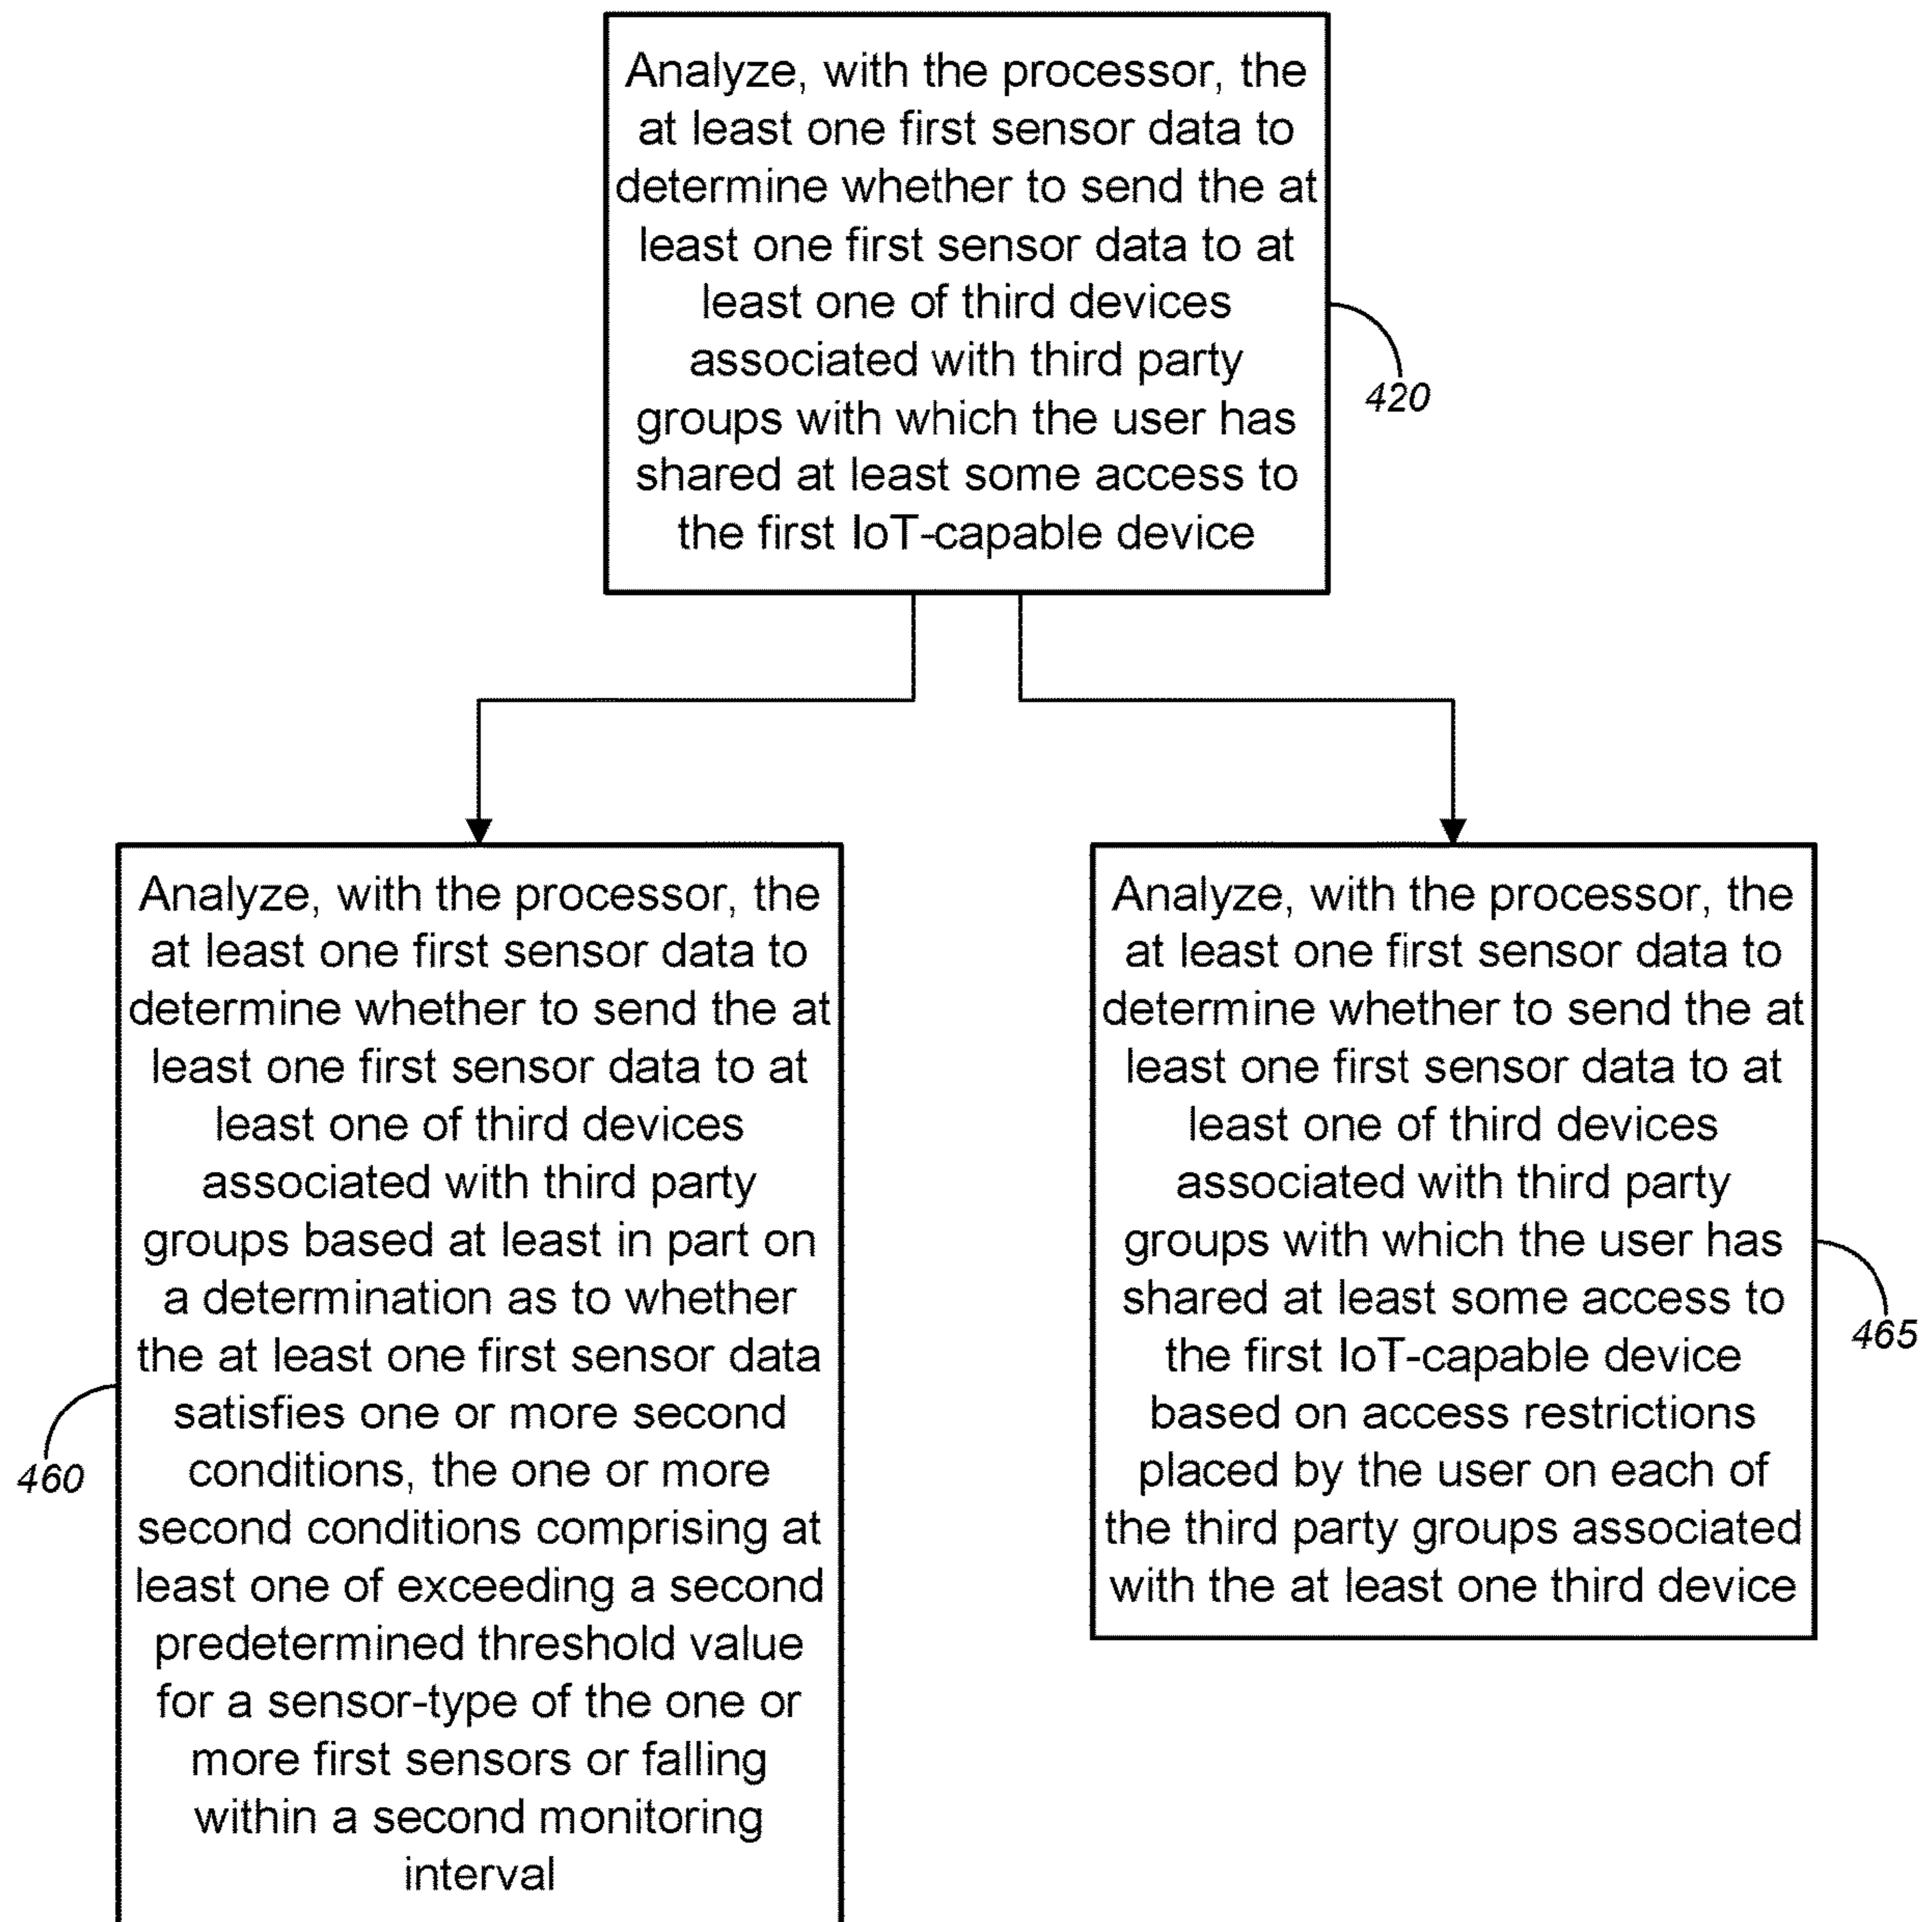 Analyze, with the processor, the
at least one first sensor data to
determine whether to send the at
least one first sensor data to at
least one of third devices
associated with third party
groups with which the user has
shared at least some access to
the first IoT-capable device
420
Analyze, with the processor, the
at least one first sensor data to
determine whether to send the at
least one first sensor data to at
least one of third devices
associated with third party
groups based at least in part on
a determination as to whether
the at least one first sensor data
satisfies one or more second
conditions, the one or more
second conditions comprising at
least one of exceeding a second
predetermined threshold value
for a sensor-type of the one or
more first sensors or falling
within a second monitoring
interval
460
Analyze, with the processor, the
at least one first sensor data to
determine whether to send the at
least one first sensor data to at
least one of third devices
associated with third party
groups with which the user has
shared at least some access to
the first IoT-capable device
based on access restrictions
placed by the user on each of
the third party groups associated
with the at least one third device
465